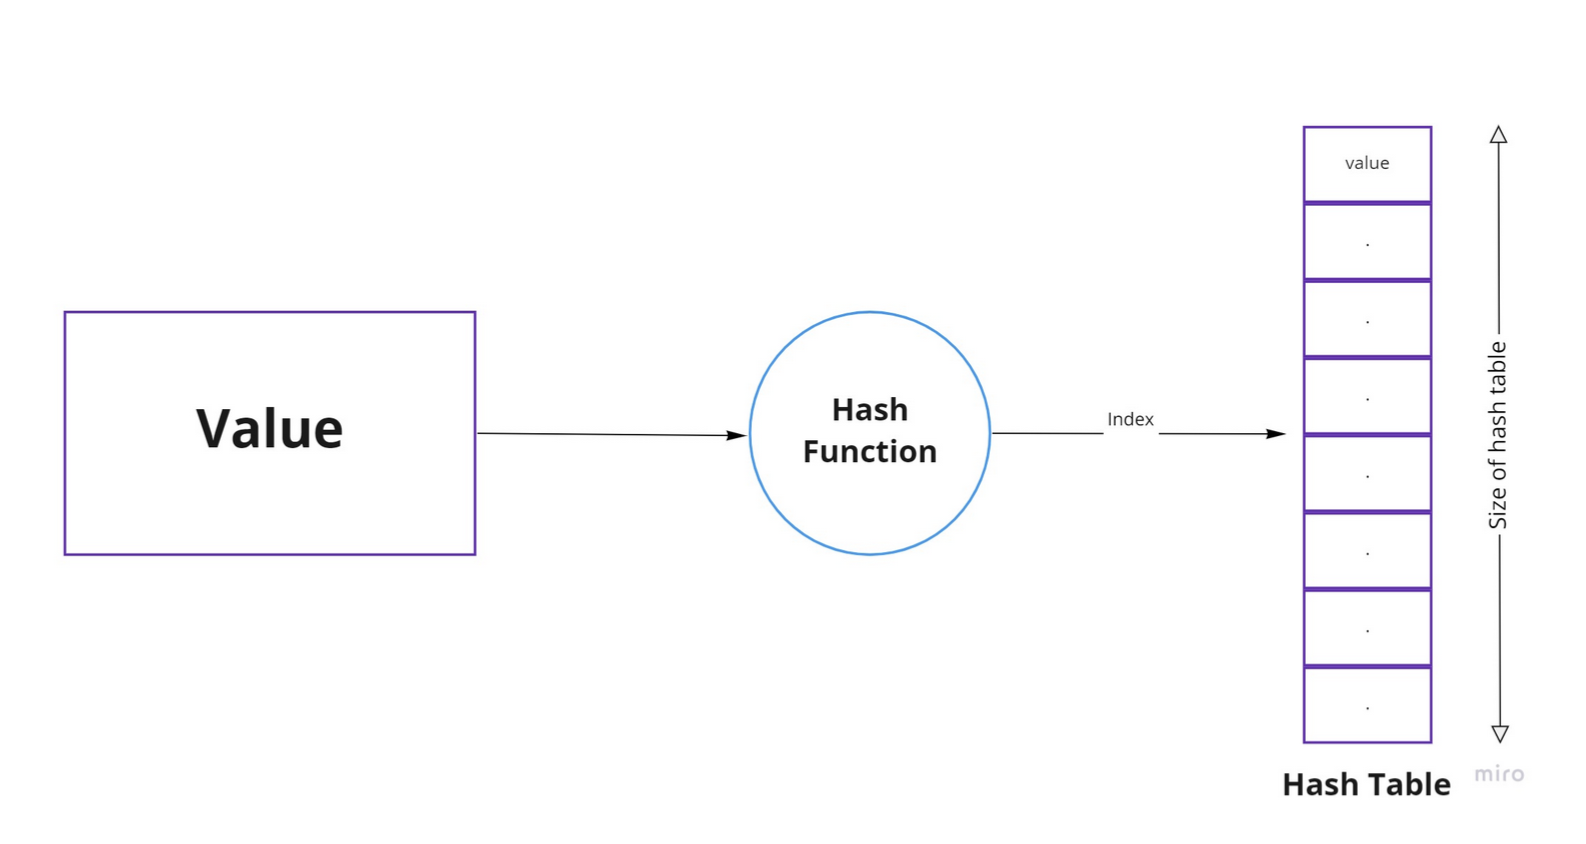 value
.
.
.
.
.
.
.
Value
Hash
Function
Index
Size of hash table
Hash Table
miro